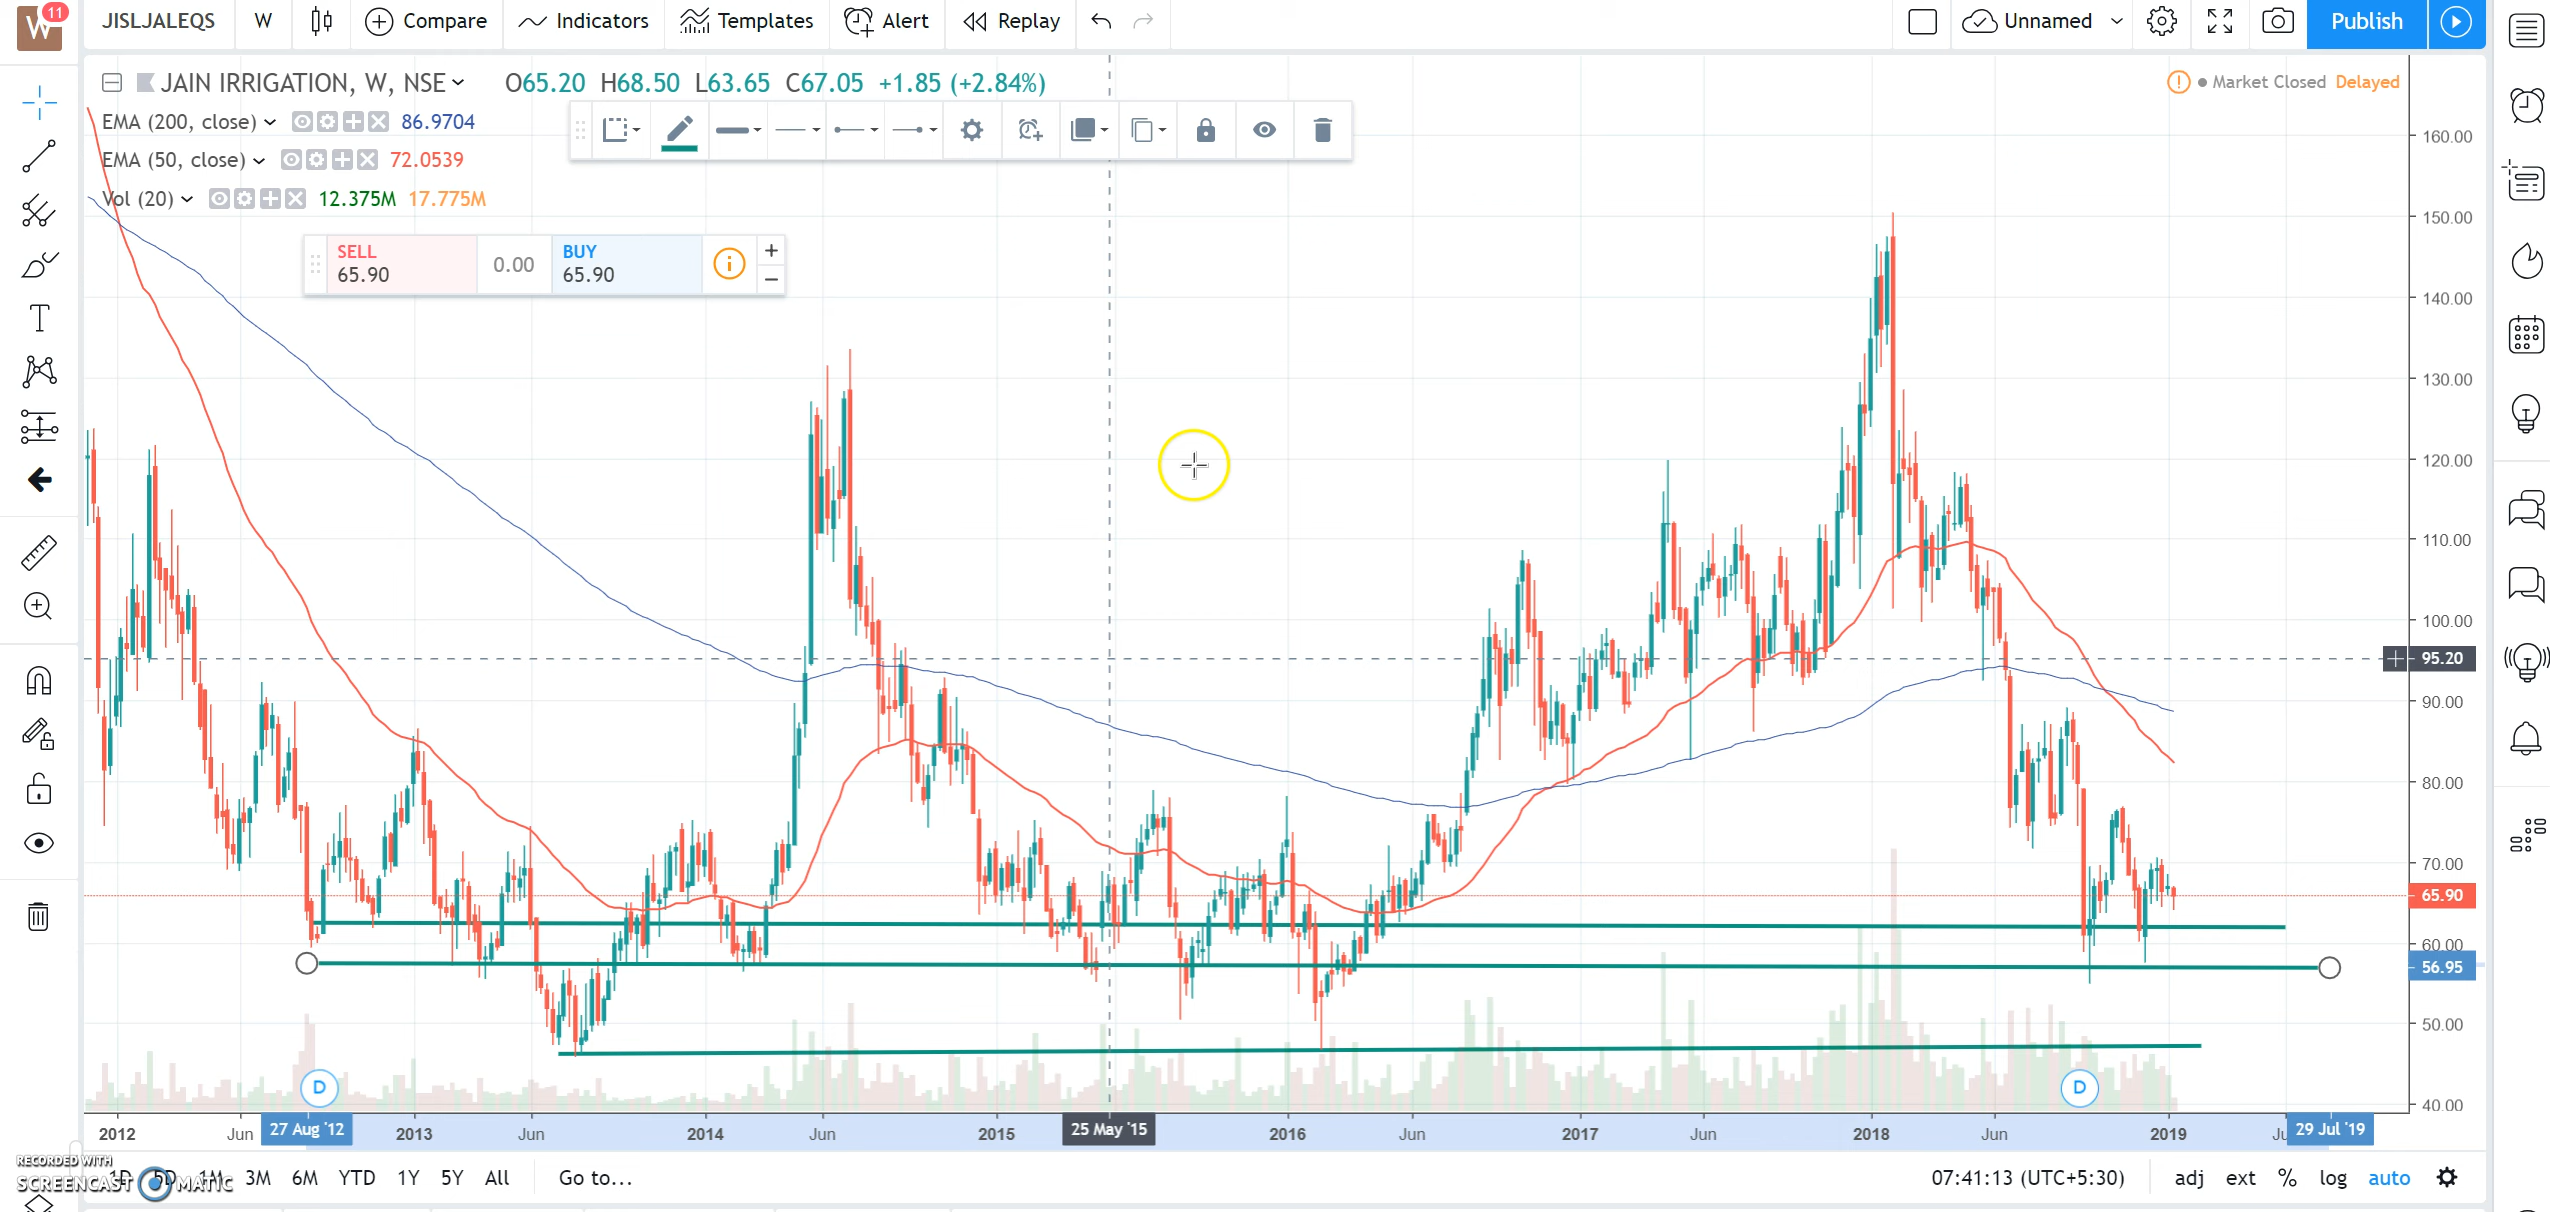 W 11 JISLJALEQS W Compare Indicators Templates Alert Replay Unnamed Publish
JAIN IRRIGATION, W, NSE O65.20 H68.50 L63.65 C67.05 +1.85 (+2.84%) Market Closed Delayed
EMA (200, close) 86.9704
EMA (50, close) 72.0539
Vol (20) 12.375M 17.775M
SELL 65.90 0.00 BUY 65.90
160.00
150.00
140.00
130.00
120.00
110.00
100.00
95.20
90.00
80.00
70.00
65.90
60.00
56.95
50.00
40.00
D D
2012 Jun 27 Aug '12 2013 Jun 2014 Jun 2015 25 May '15 2016 Jun 2017 Jun 2018 Jun 2019 29 Jul '19
RECORDED WITH
SCREENCAST MATIC
1D 5D 1M 3M 6M YTD 1Y 5Y All Go to... 07:41:13 (UTC+5:30) adj ext % log auto